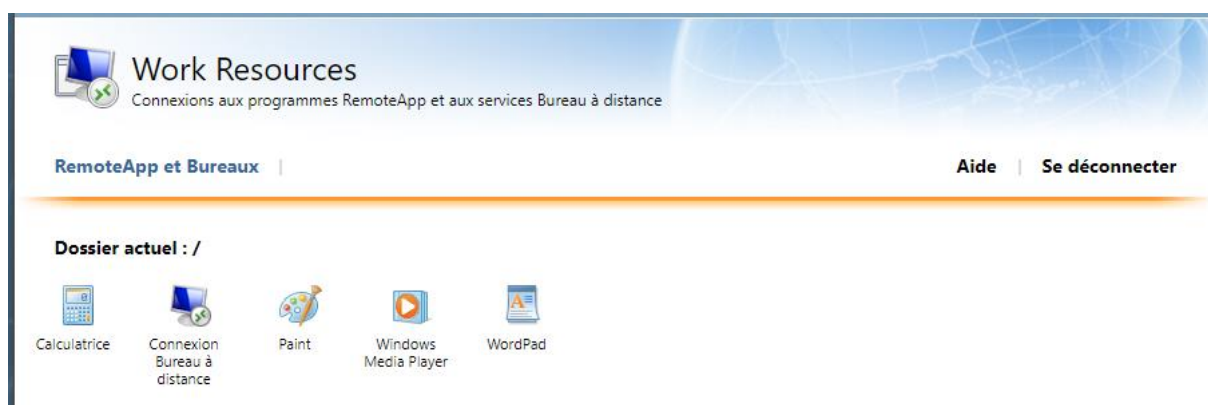 Work Resources
Connexions aux programmes RemoteApp et aux services Bureau à distance
RemoteApp et Bureaux
Aide | Se déconnecter
Dossier actuel : /
Calculatrice
Connexion
Bureau à
distance
Paint
Windows
Media Player
WordPad